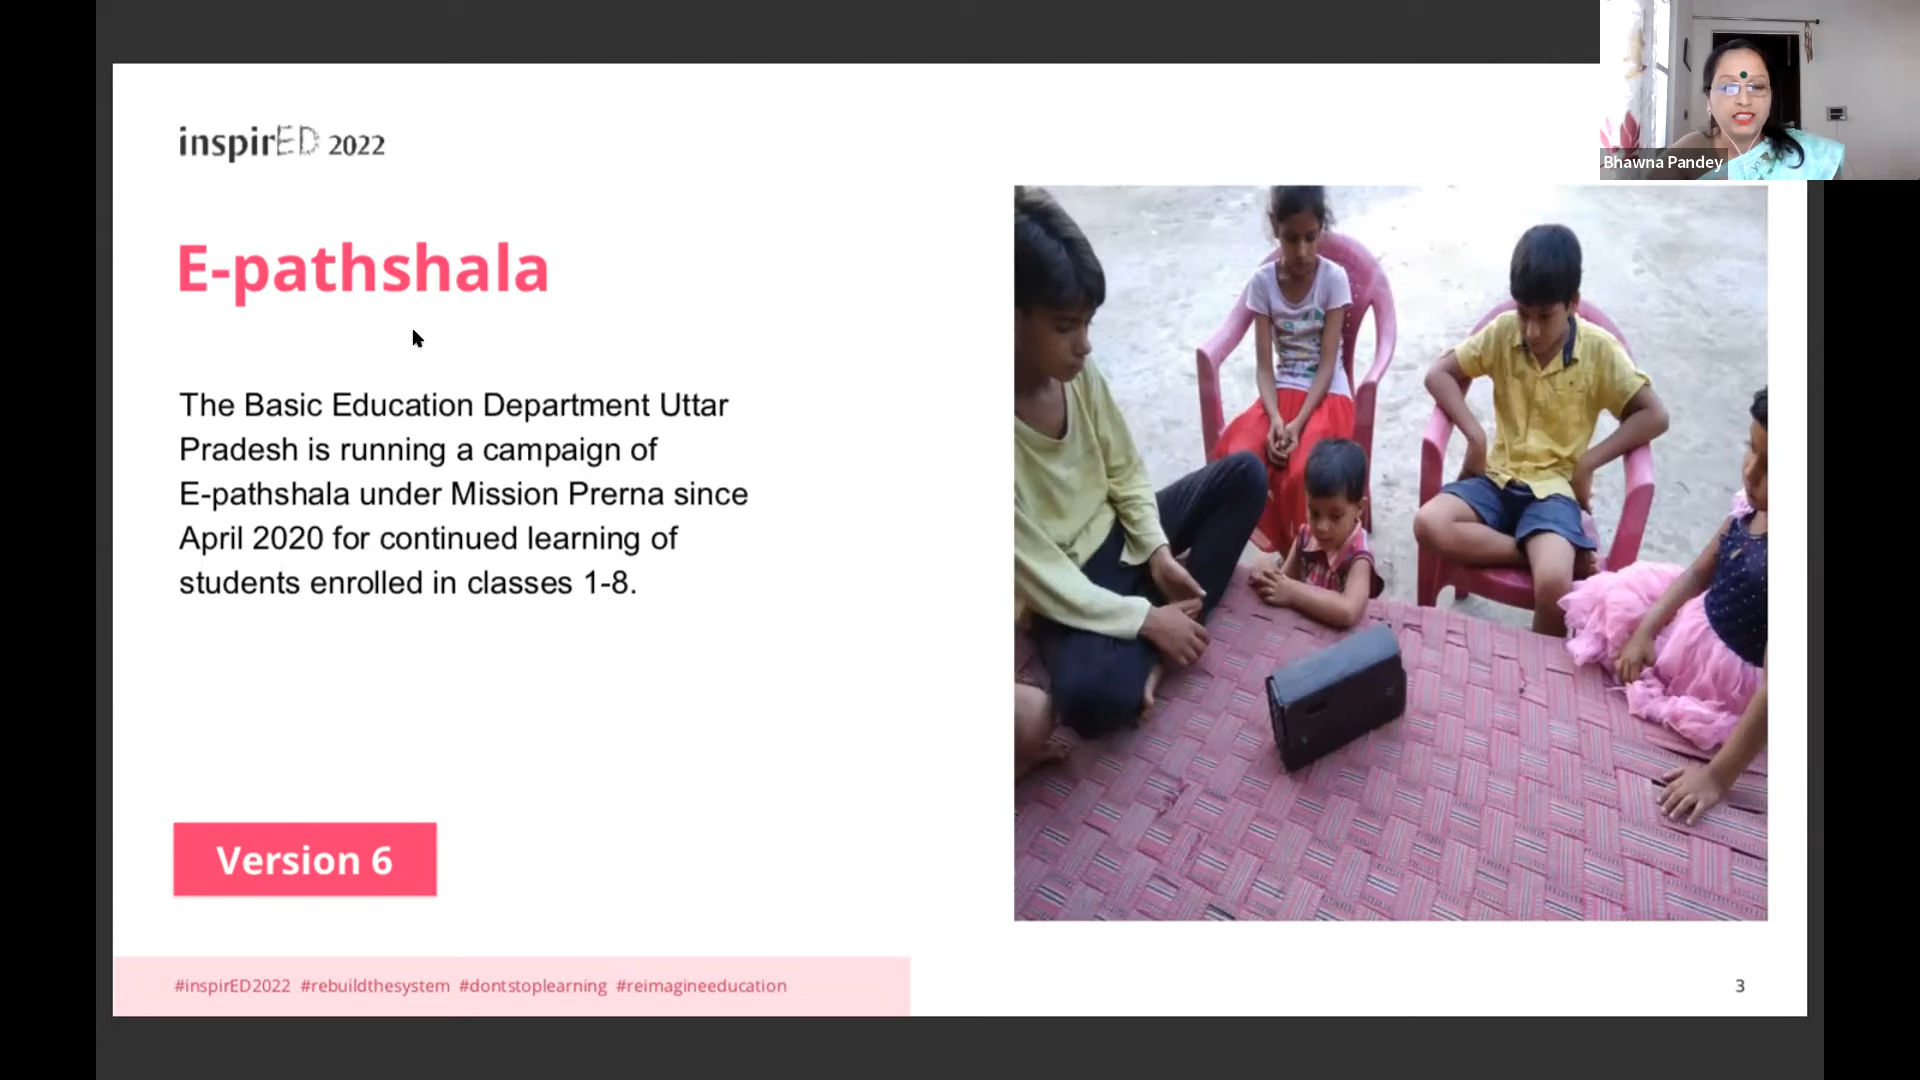 inspirED 2022
Bhawna Pandey
E-pathshala
The Basic Education Department Uttar
Pradesh is running a campaign of
E-pathshala under Mission Prerna since
April 2020 for continued learning of
students enrolled in classes 1-8.
Version 6
#inspirED2022 #rebuildthesystem #dontstoplearning #reimagineeducation
3